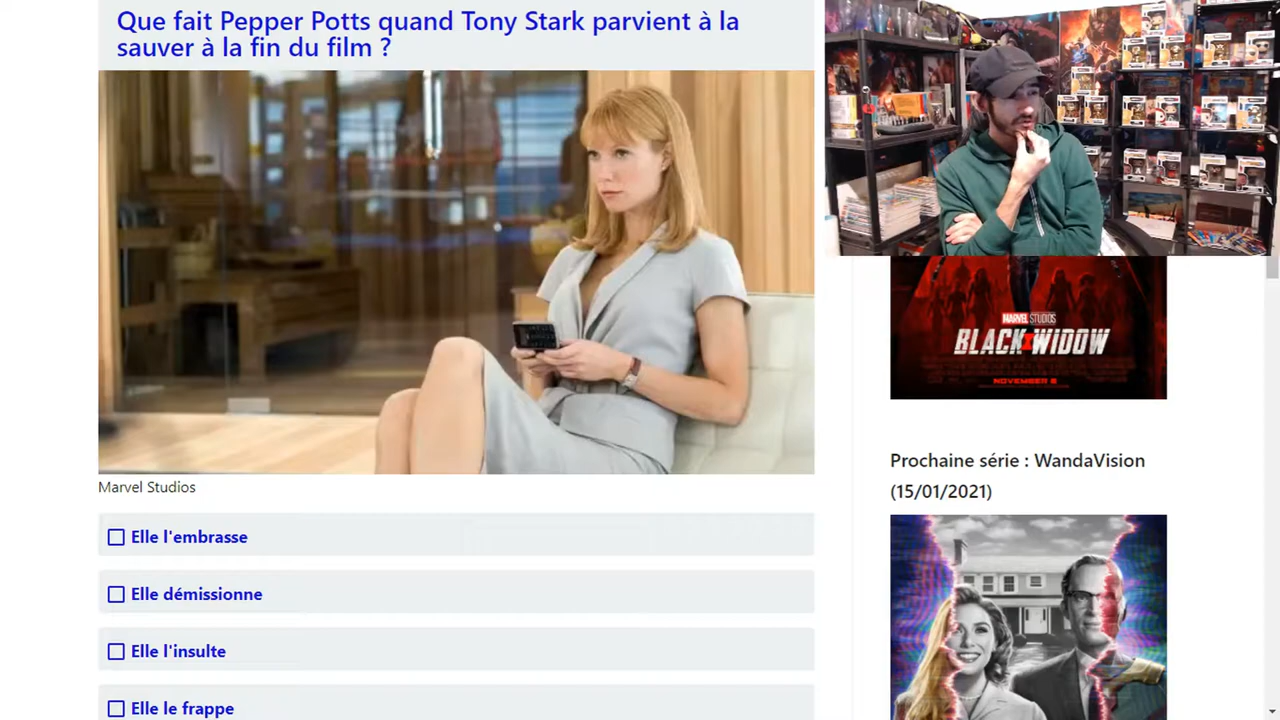 Que fait Pepper Potts quand Tony Stark parvient à la
sauver à la fin du film ?
Marvel Studios
Elle l'embrasse
Elle démissionne
Elle l'insulte
Elle le frappe
MARVEL STUDIOS
BLACK WIDOW
NOVEMBER 6
Prochaine série : WandaVision
(15/01/2021)